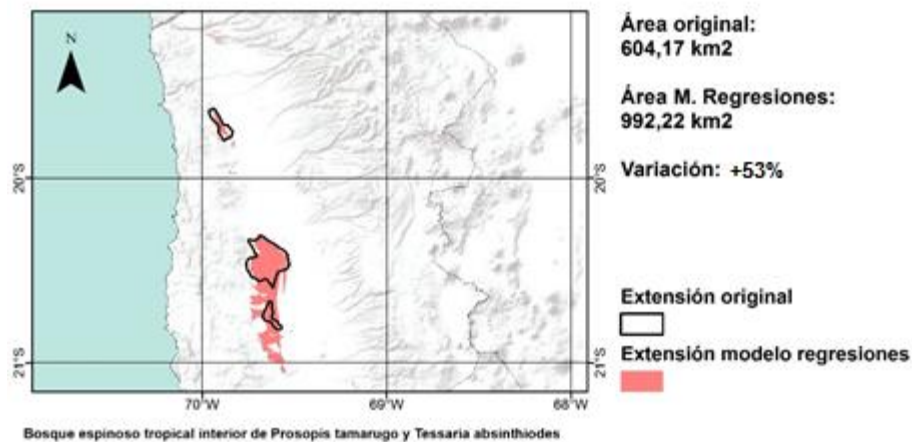 N
Área original:
604,17 km2
Área M. Regresiones:
992,22 km2
Variación: +53%
20°S
20°S
Extensión original
Extensión modelo regresiones
21°S
21°S
70°W
69°W
68°W
Bosque espinoso tropical interior de Prosopis tamarugo y Tessaria absinthiodes